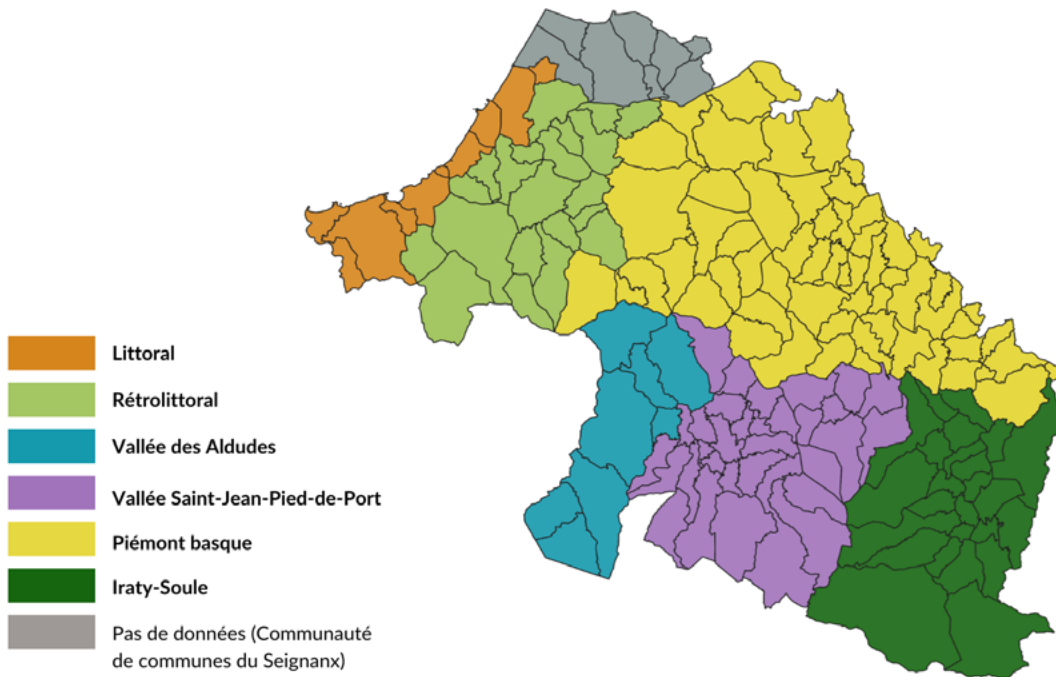 Littoral
Rétrolittoral
Vallée des Aldudes
Vallée Saint-Jean-Pied-de-Port
Piémont basque
Iraty-Soule
Pas de données (Communauté
de communes du Seignanx)